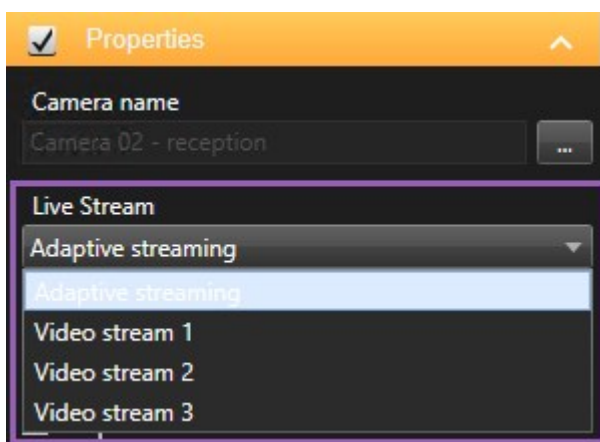 Properties
Camera name
Camera 02 - reception
...
Live Stream
Adaptive streaming
Adaptive streaming
Video stream 1
Video stream 2
Video stream 3